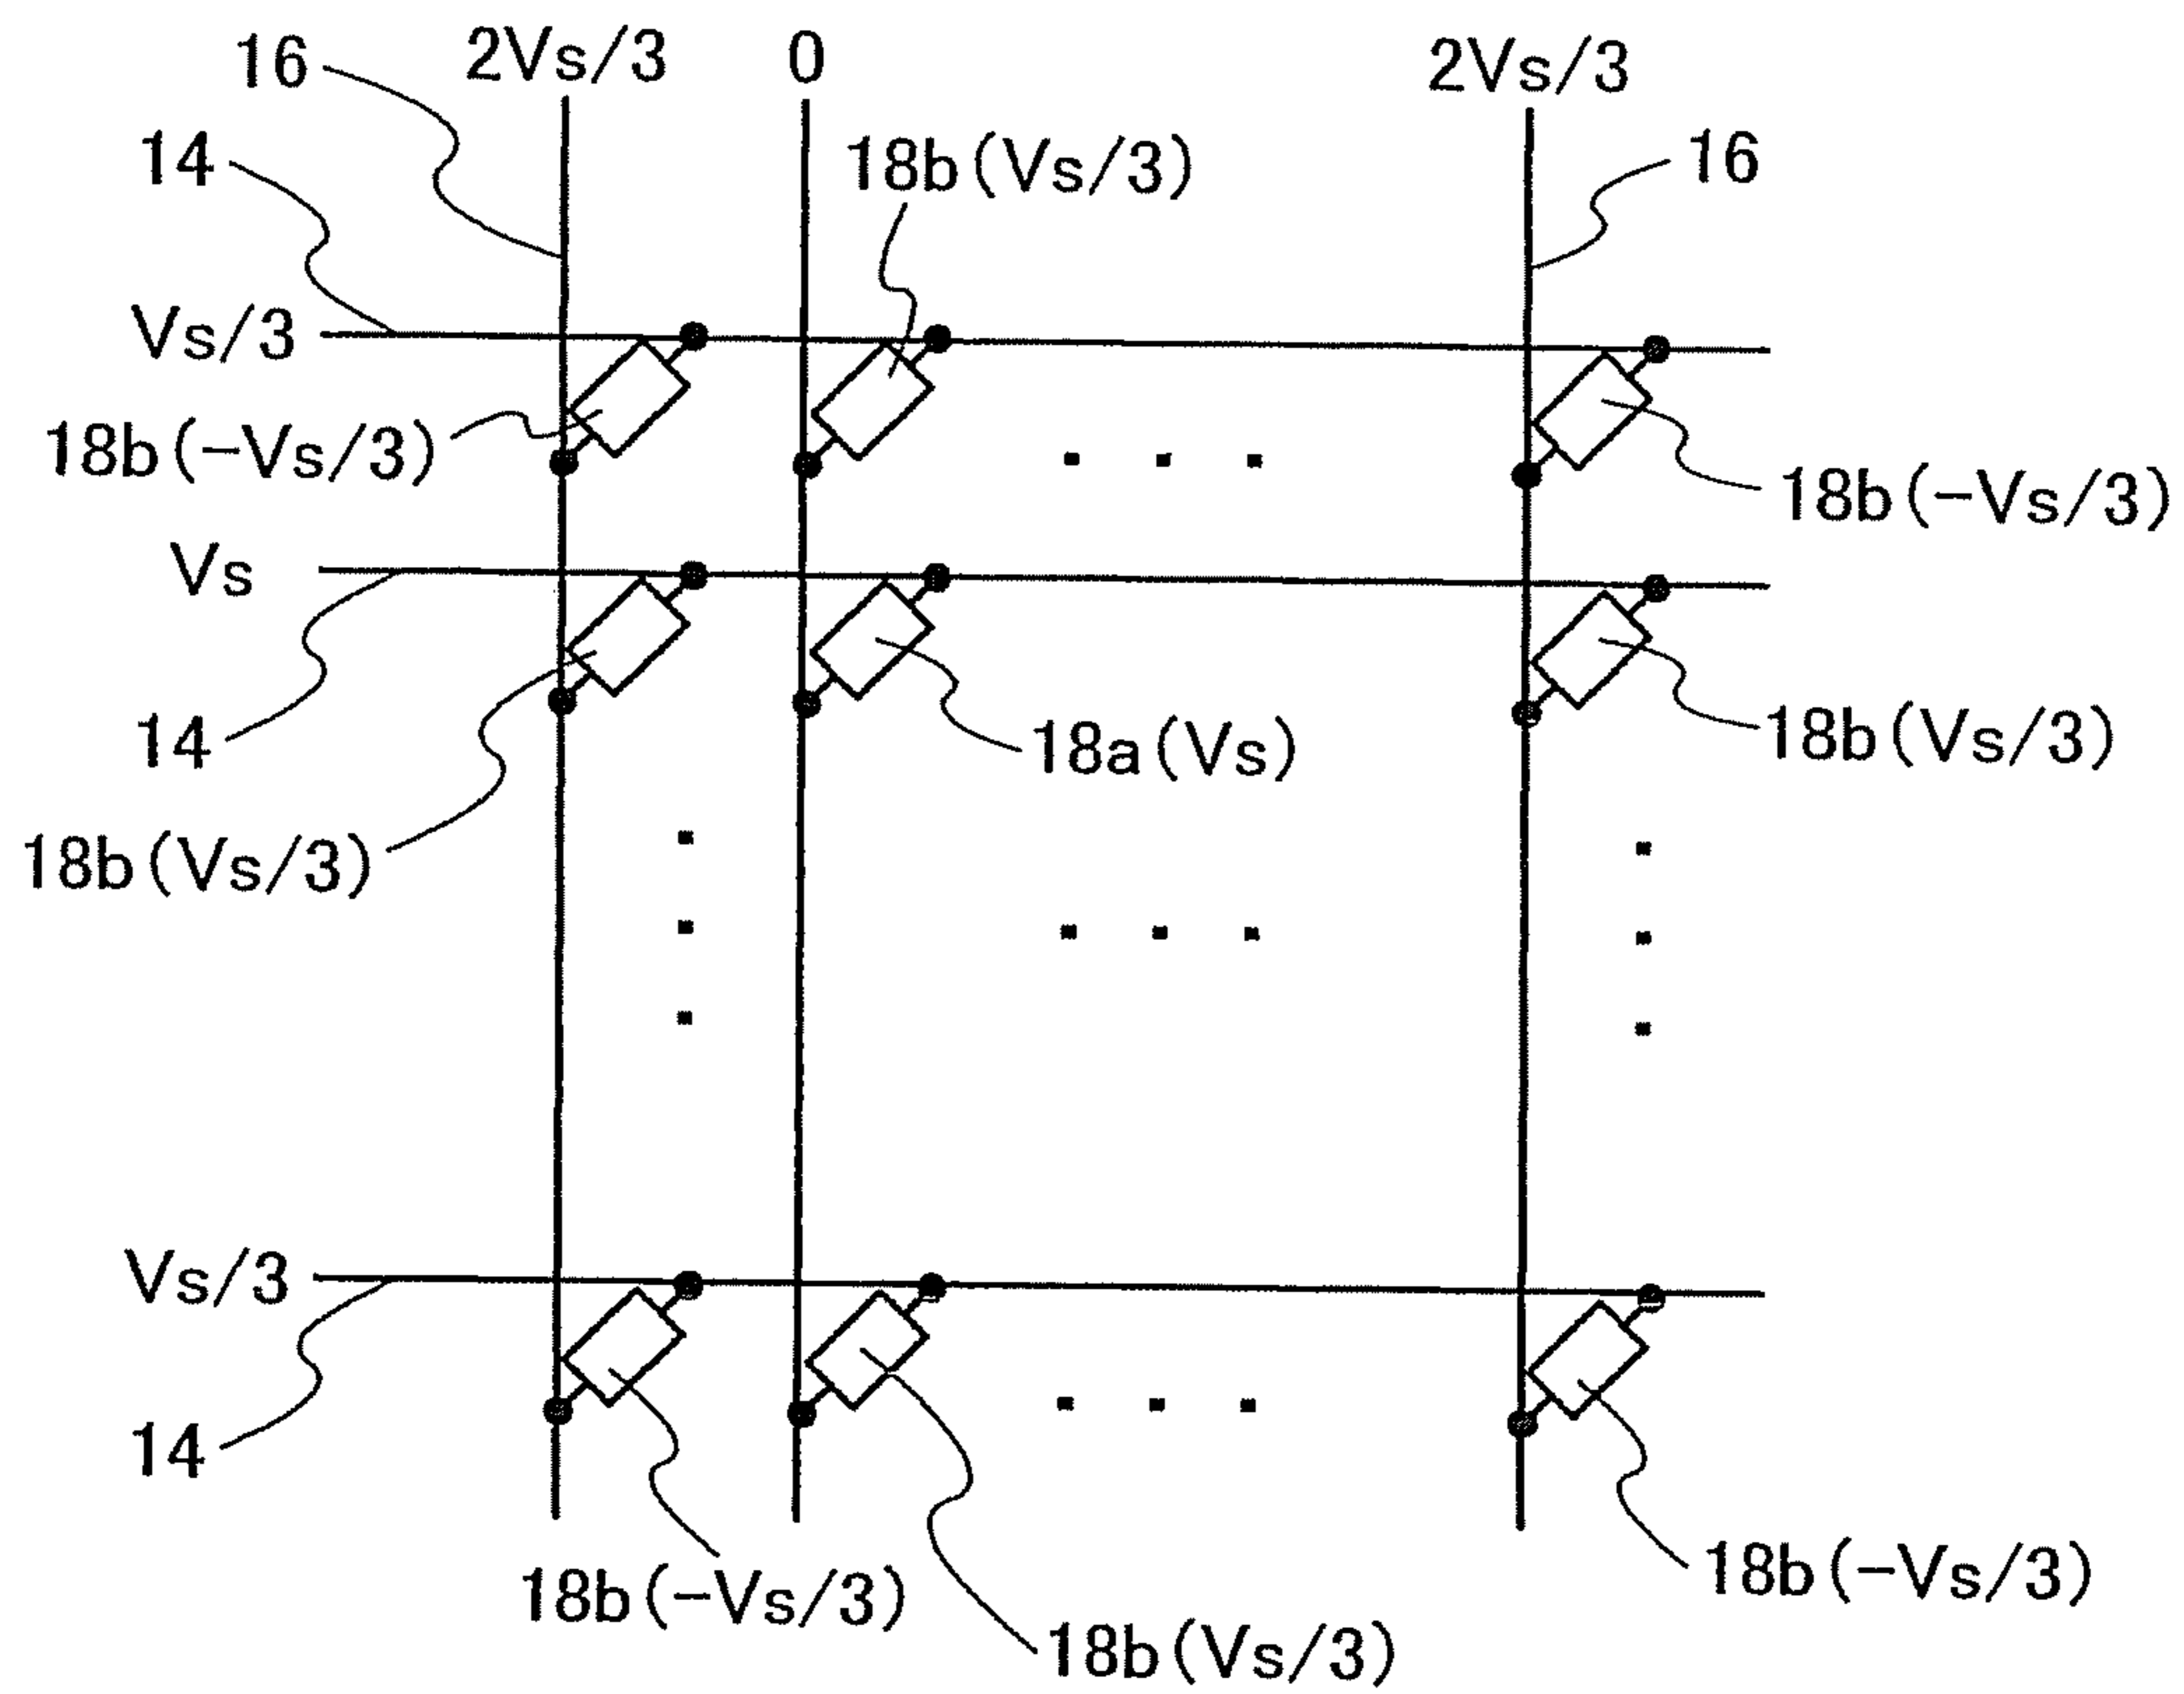 16 2Vs/3 0 2Vs/3
14 18b(Vs/3) 16
Vs/3
18b(-Vs/3) 18b(-Vs/3)
Vs
14 18a(Vs) 18b(Vs/3)
18b(Vs/3)
Vs/3
14
18b(-Vs/3) 18b(-Vs/3)
18b(Vs/3)